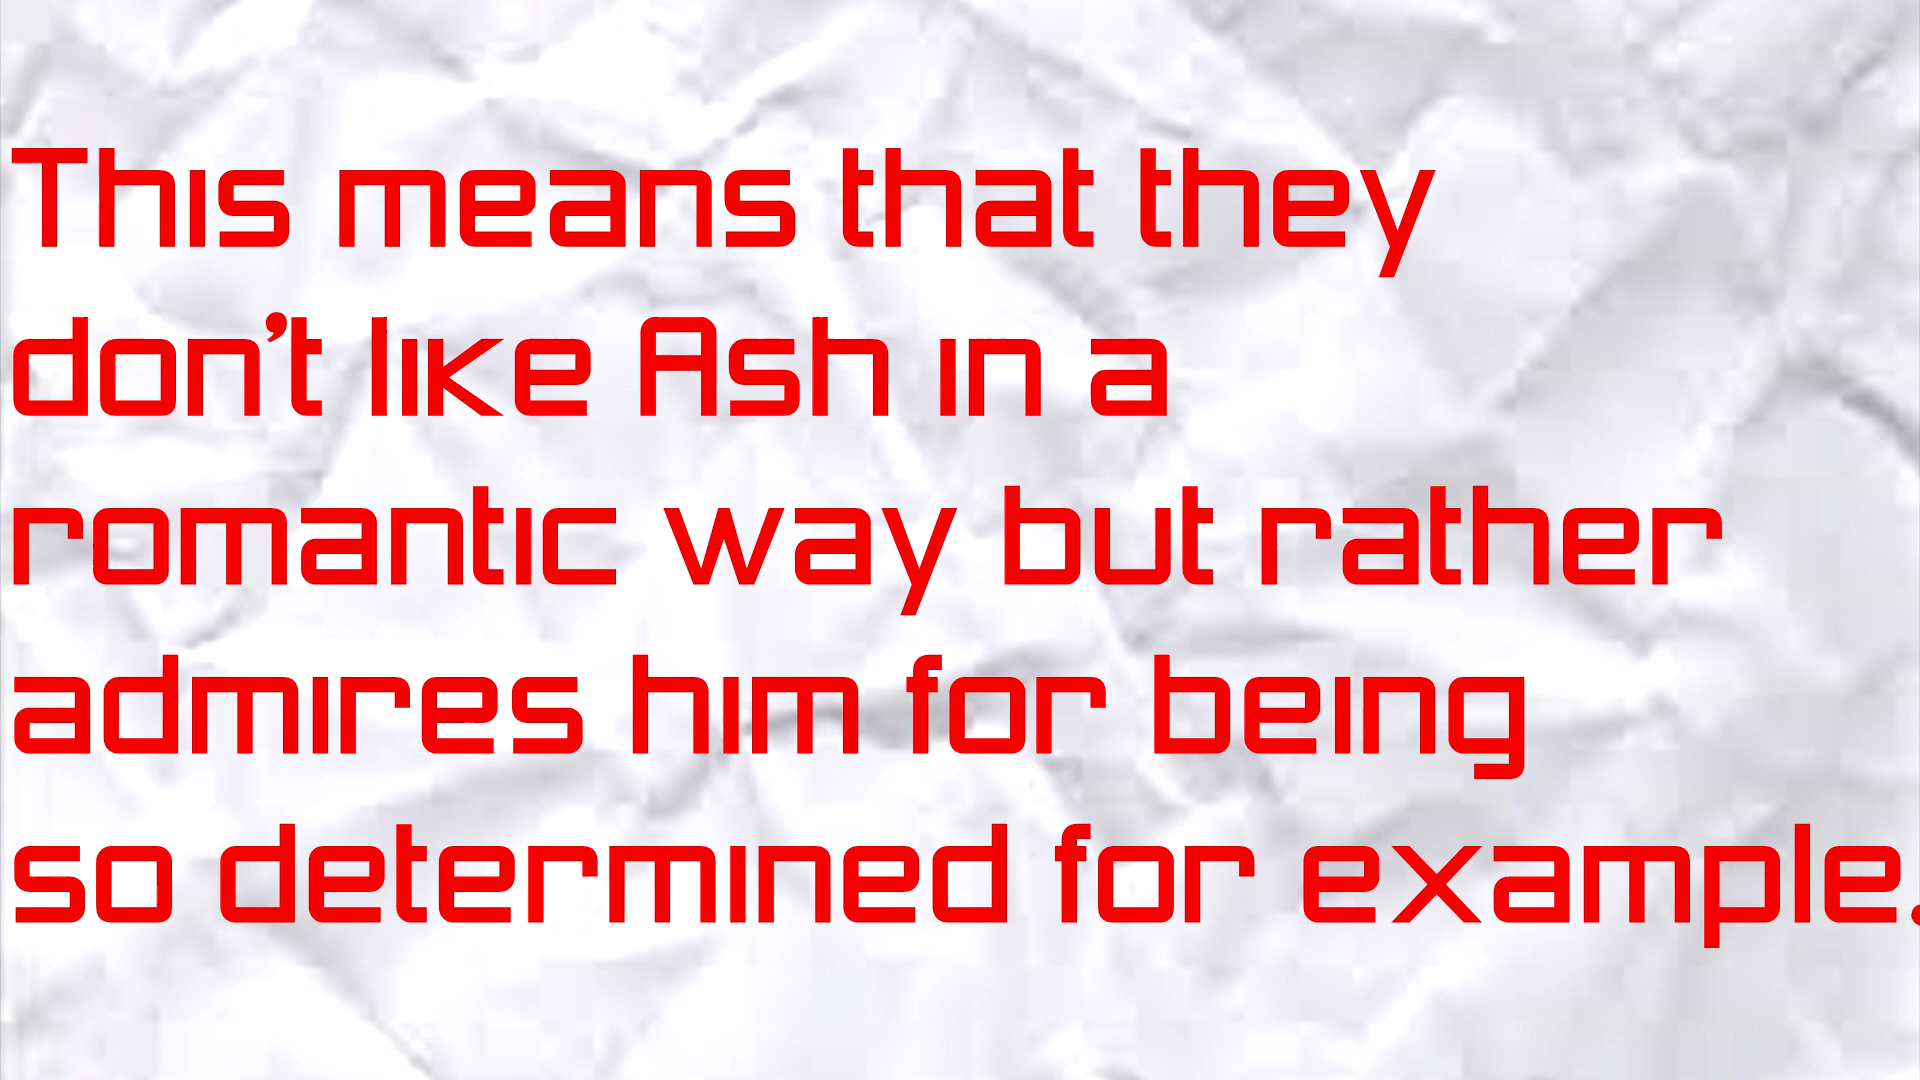 This means that they
don't like Ash in a
romantic way but rather
admires him for being
so determined for example.